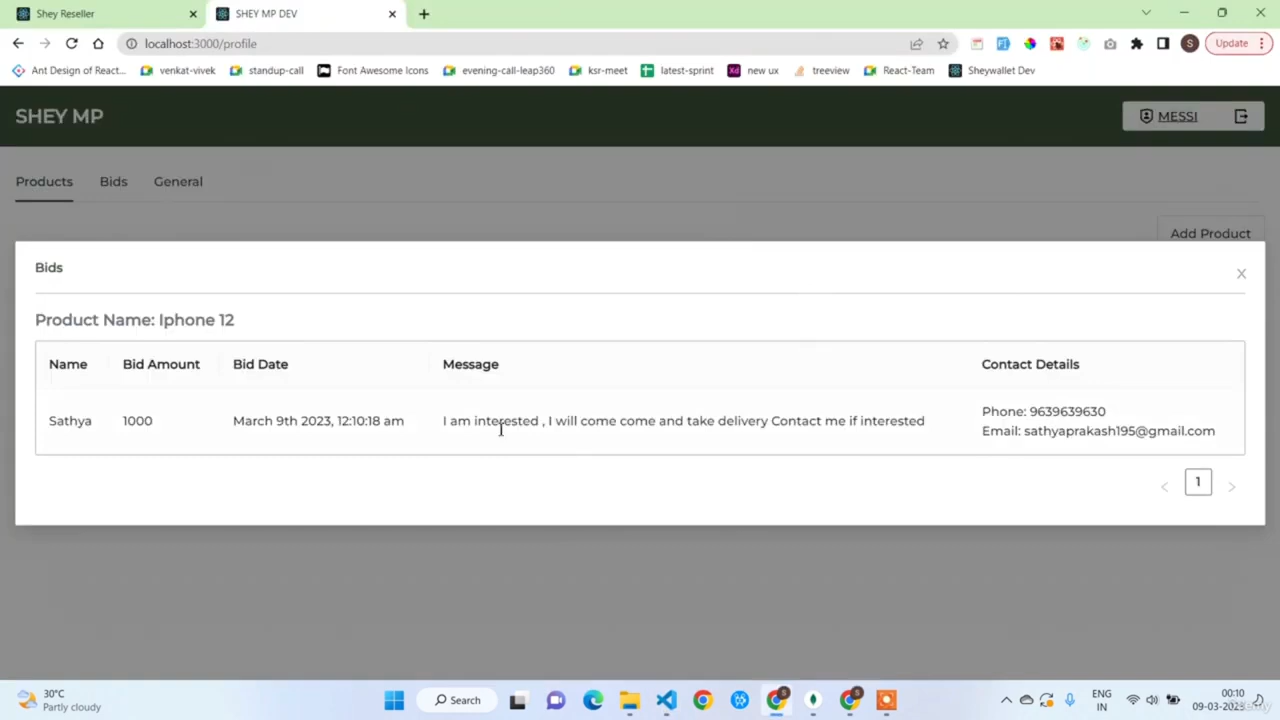 Shey Reseller
SHEY MP DEV
localhost:3000/profile
S
Update
Ant Design of React...
venkat-vivek
standup-call
Font Awesome Icons
evening-call-leap360
ksr-meet
latest-sprint
new ux
treeview
React-Team
Sheywallet Dev
SHEY MP
MESSI
Products
Bids
General
Add Product
Bids
Product Name: Iphone 12
Name Bid Amount Bid Date Message Contact Details
Sathya 1000 March 9th 2023, 12:10:18 am I am interested , I will come come and take delivery Contact me if interested
Phone: 9639639630
Email: sathyaprakash195@gmail.com
1
30°C
Partly cloudy
Search
ENG
IN
00:10
09-03-2023